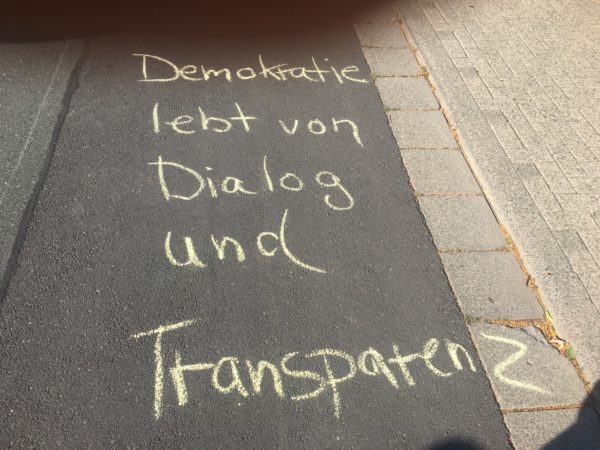 Demokratie
lebt von
Dialog
und
Transparenz